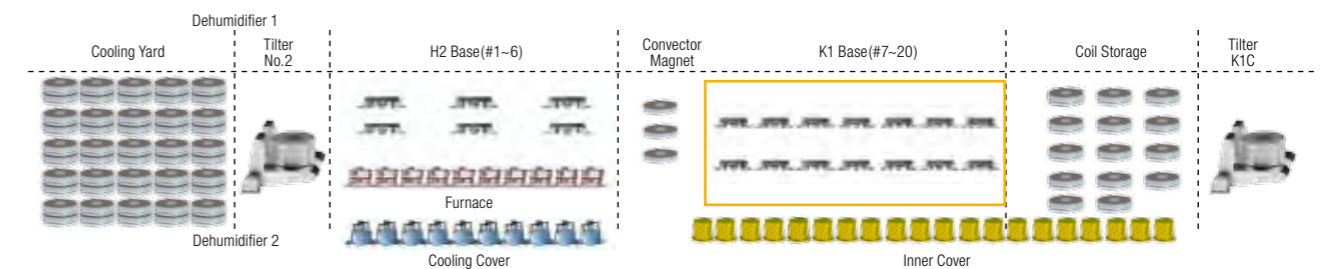 Dehumidifier 1
Cooling Yard
Tilter
No.2
H2 Base(#1~6)
Convector
Magnet
K1 Base(#7~20)
Coil Storage
Tilter
K1C
Furnace
Dehumidifier 2
Cooling Cover
Inner Cover